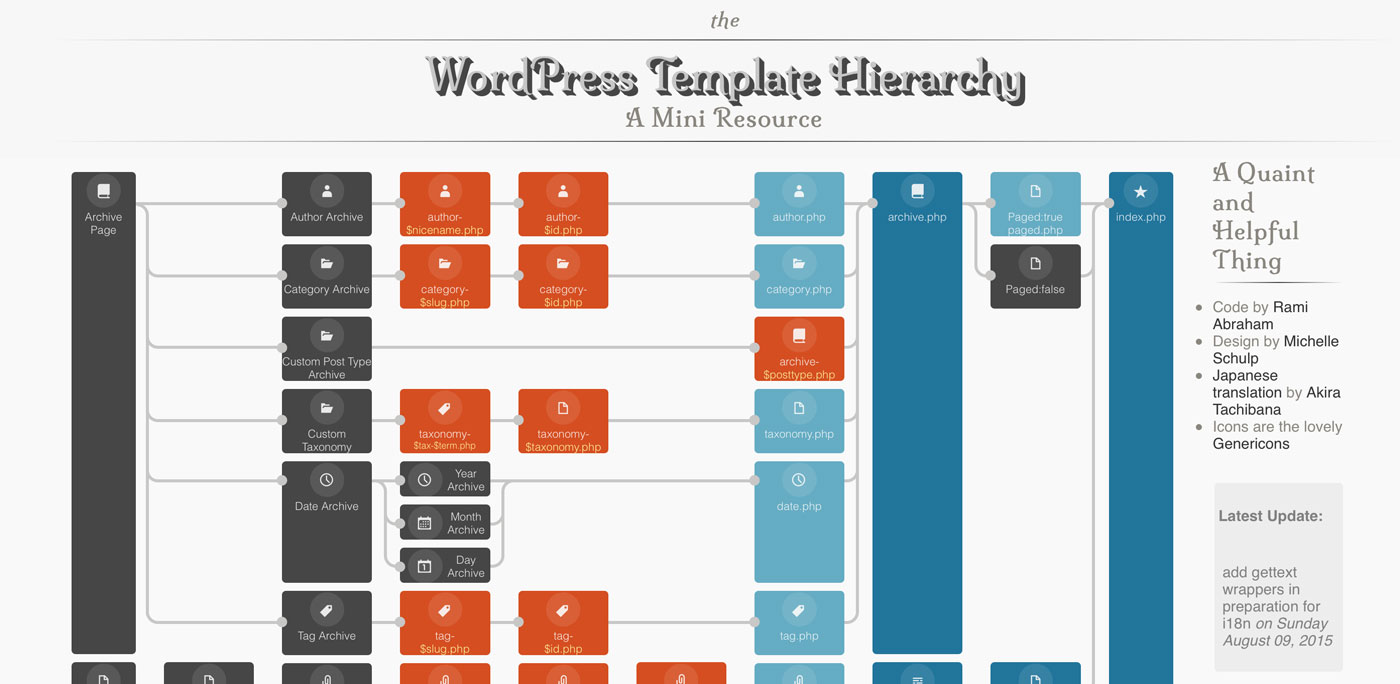 the
WordPress Template Hierarchy
A Mini Resource
Archive
Page
Author Archive
author-
$nicename.php
author-
$id.php
author.php
archive.php
Paged:true
paged.php
index.php
Category Archive
category-
$slug.php
category-
$id.php
category.php
Paged:false
Custom Post Type
Archive
archive-
$posttype.php
Custom
Taxonomy
taxonomy-
$tax-$term.php
taxonomy-
$taxonomy.php
taxonomy.php
Date Archive
Year
Archive
Month
Archive
Day
Archive
date.php
Tag Archive
tag-
$slug.php
tag-
$id.php
tag.php
A Quaint
and
Helpful
Thing
Code by Rami
Abraham
Design by Michelle
Schulp
Japanese
translation by Akira
Tachibana
Icons are the lovely
Genericons
Latest Update:
add gettext
wrappers in
preparation for
i18n on Sunday
August 09, 2015